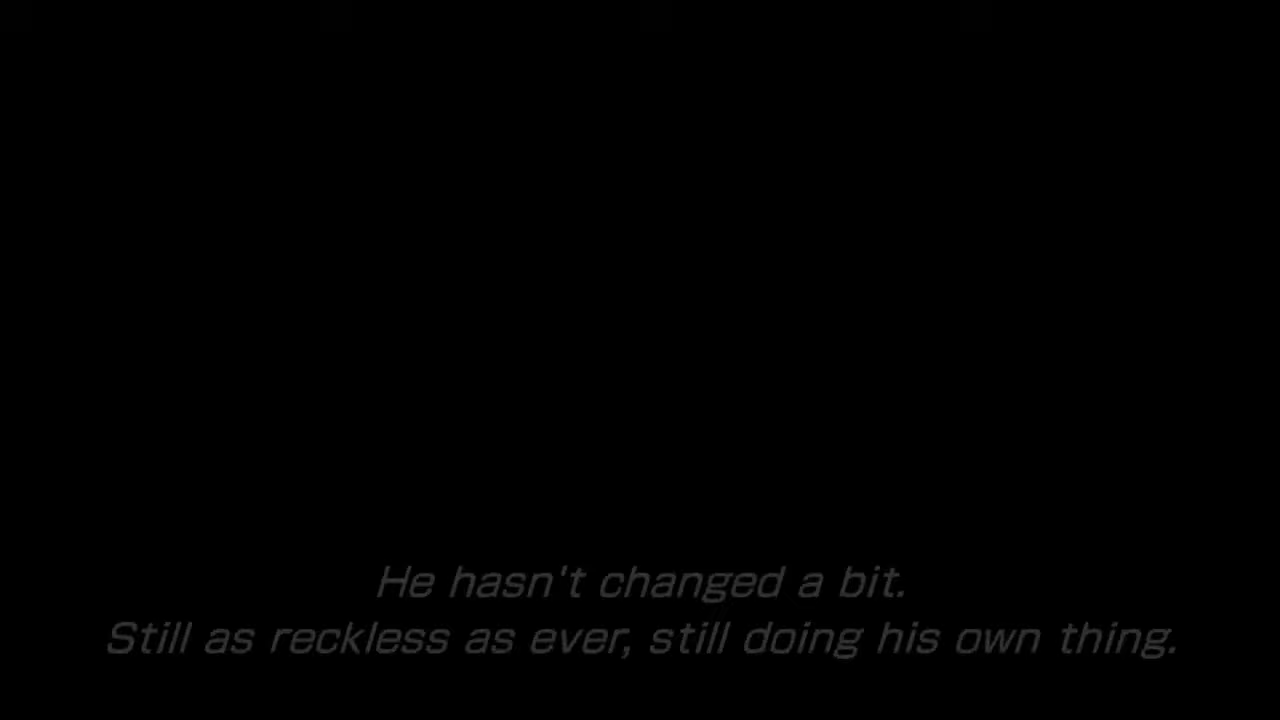 He hasn't changed a bit.
Still as reckless as ever, still doing his own thing.